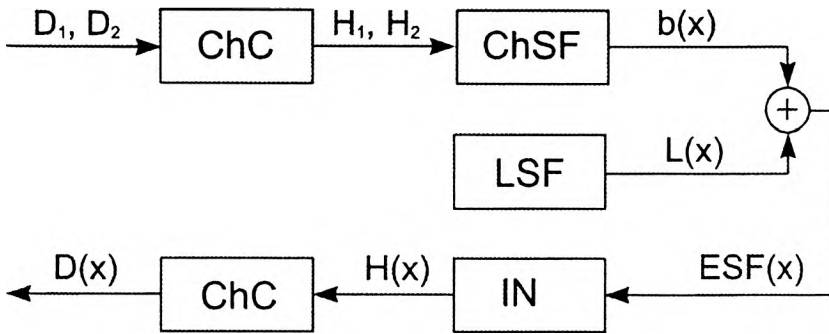 D₁, D₂ ChC H₁, H₂ ChSF b(x)
+
LSF L(x)
D(x) ChC H(x) IN ESF(x)